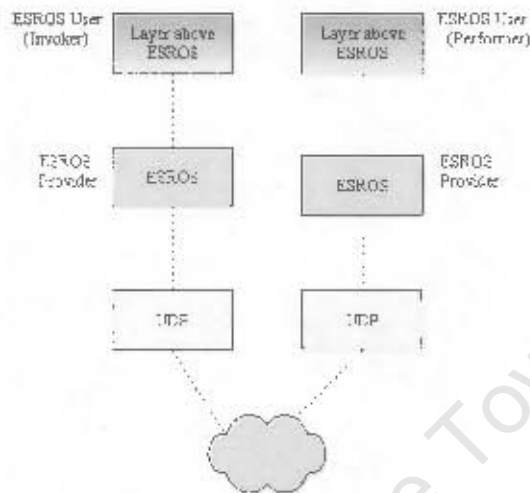 ESROS User
(Invoker)
Layer above
ESROS
Layer above
ESROS
ESROS User
(Performer)
ESROS
Provider
ESROS
ESROS
ESROS
Provider
UDP
UDP